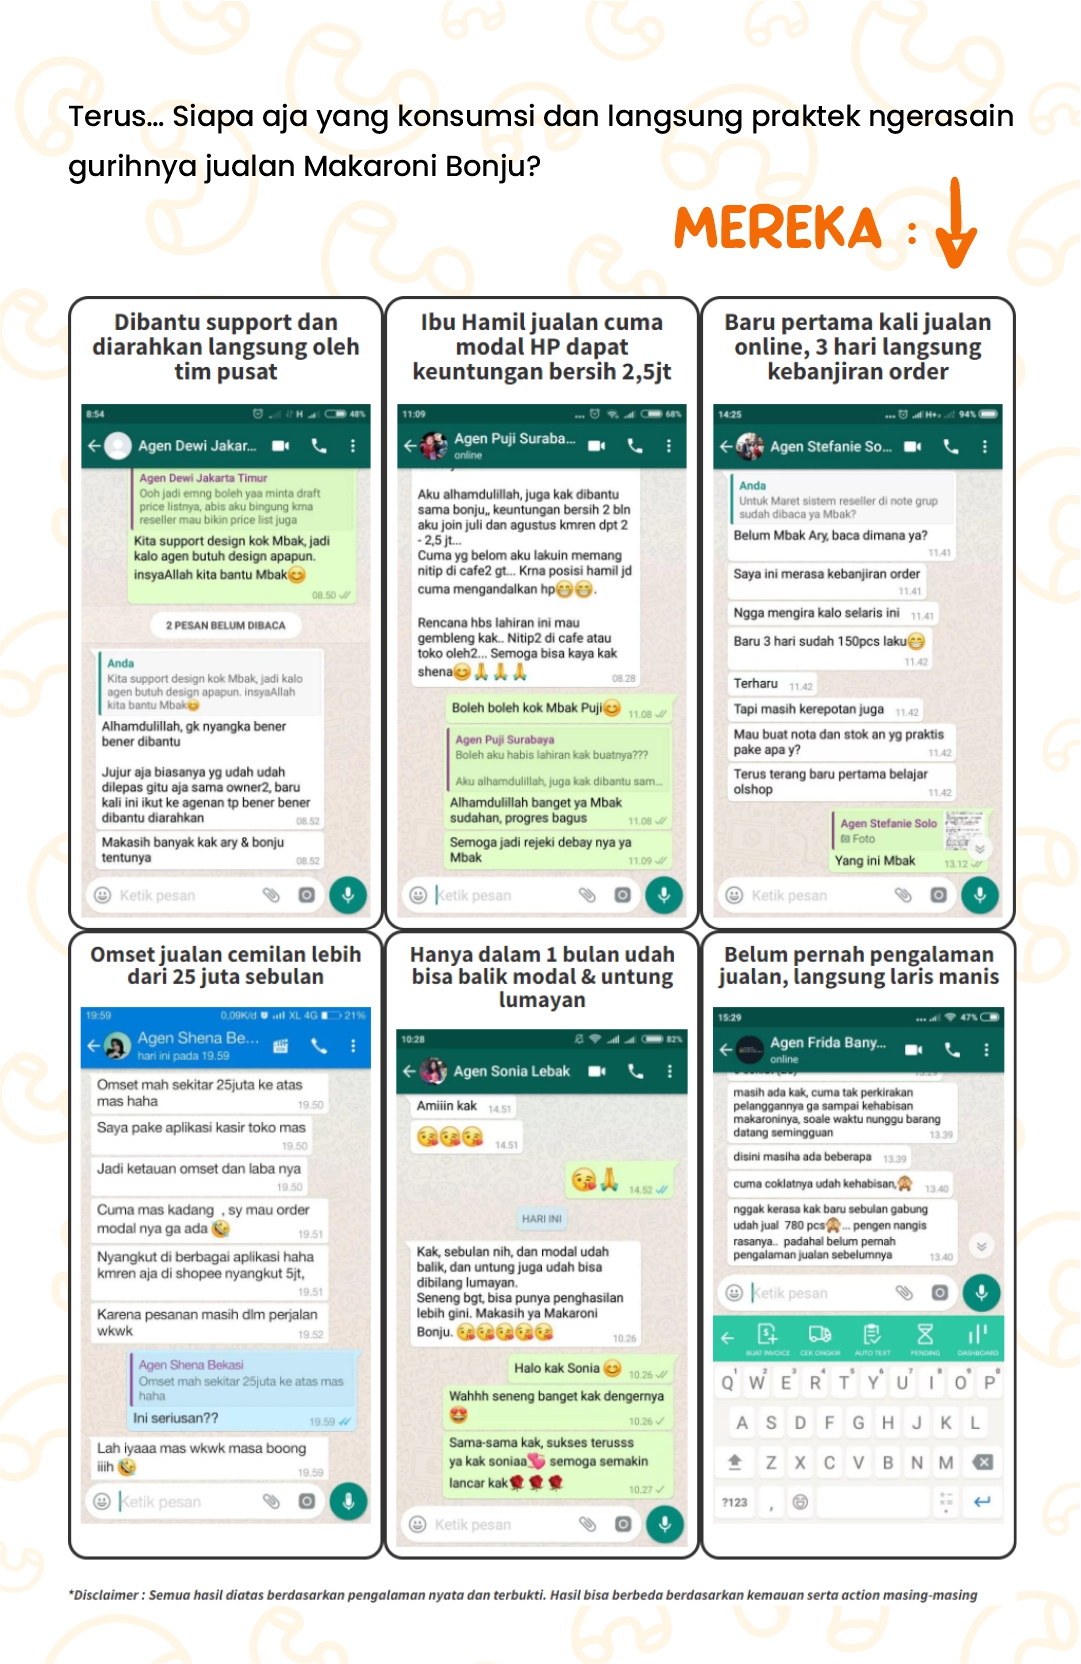 Terus... Siapa aja yang konsumsi dan langsung praktek ngerasain
gurihnya jualan Makaroni Bonju?
MEREKA :
Dibantu support dan
diarahkan langsung oleh
tim pusat
8:54
H
48%
Agen Dewi Jakar...
Agen Dewi Jakarta Timur
Ooh jadi emng boleh yaa minta draft
price listnya, abis aku bingung krna
reseller mau bikin price list juga
Kita support design kok Mbak, jadi
kalo agen butuh design apapun.
insyaAllah kita bantu Mbak😊
08.50
2 PESAN BELUM DIBACA
Anda
Kita support design kok Mbak, jadi kalo
agen butuh design apapun. insyaAllah
kita bantu Mbak😊
Alhamdulillah, gk nyangka bener
bener dibantu
Jujur aja biasanya yg udah udah
dilepas gitu aja sama owner2, baru
kali ini ikut ke agenan tp bener bener
dibantu diarahkan
08.52
Makasih banyak kak ary & bonju
tentunya
08.52
Ketik pesan
Ibu Hamil jualan cuma
modal HP dapat
keuntungan bersih 2,5jt
11:09
68%
Agen Puji Suraba...
online
Aku alhamdulillah, juga kak dibantu
sama bonju,, keuntungan bersih 2 bln
aku join juli dan agustus kmren dpt 2
- 2,5 jt...
Cuma yg belom aku lakuin memang
nitip di cafe2 gt... Krna posisi hamil jd
cuma mengandalkan hp😁😁.
Rencana hbs lahiran ini mau
gembleng kak.. Nitip2 di cafe atau
toko oleh2... Semoga bisa kaya kak
shena😊🙏🙏🙏
08.28
Boleh boleh kok Mbak Puji😊
11.08
Agen Puji Surabaya
Boleh aku habis lahiran kak buatnya???
Aku alhamdulillah, juga kak dibantu sam...
Alhamdulillah banget ya Mbak
sudahan, progres bagus
11.08
Semoga jadi rejeki debay nya ya
Mbak
11.09
Ketik pesan
Baru pertama kali jualan
online, 3 hari langsung
kebanjiran order
14:25
H+
94%
Agen Stefanie So...
Anda
Untuk Maret sistem reseller di note grup
sudah dibaca ya Mbak?
Belum Mbak Ary, baca dimana ya?
11.41
Saya ini merasa kebanjiran order
11.41
Ngga mengira kalo selaris ini 11.41
Baru 3 hari sudah 150pcs laku😁
11.42
Terharu 11.42
Tapi masih kerepotan juga 11.42
Mau buat nota dan stok an yg praktis
pake apa y?
11.42
Terus terang baru pertama belajar
olshop
11.42
Agen Stefanie Solo
Foto
Yang ini Mbak
13.12
Ketik pesan
Omset jualan cemilan lebih
dari 25 juta sebulan
19:59
0,09K/d
XL 4G
21%
Agen Shena Be...
hari ini pada 19.59
Omset mah sekitar 25juta ke atas
mas haha
19.50
Saya pake aplikasi kasir toko mas
19.50
Jadi ketauan omset dan laba nya
19.50
Cuma mas kadang , sy mau order
modal nya ga ada 🤣
19.51
Nyangkut di berbagai aplikasi haha
kmren aja di shopee nyangkut 5jt,
19.51
Karena pesanan masih dlm perjalan
wkwk
19.52
Agen Shena Bekasi
Omset mah sekitar 25juta ke atas mas
haha
Ini seriusan??
19.59
Lah iyaaa mas wkwk masa boong
iiih 🤣
19.59
Ketik pesan
Hanya dalam 1 bulan udah
bisa balik modal & untung
lumayan
10:28
82%
Agen Sonia Lebak
Amiiin kak 14.51
😘😘😘 14.51
😘🙏 14.52
HARI INI
Kak, sebulan nih, dan modal udah
balik, dan untung juga udah bisa
dibilang lumayan.
Seneng bgt, bisa punya penghasilan
lebih gini. Makasih ya Makaroni
Bonju. 😘😘😘😘😘
10.26
Halo kak Sonia 😊
10.26
Wahhh seneng banget kak dengernya
🤩
10.26
Sama-sama kak, sukses terusss
ya kak soniaa💕 semoga semakin
lancar kak🌹🌹🌹
10.27
Ketik pesan
Belum pernah pengalaman
jualan, langsung laris manis
15:29
47%
Agen Frida Bany...
online
masih ada kak, cuma tak perkirakan
pelanggannya ga sampai kehabisan
makaroninya, soale waktu nunggu barang
datang semingguan
13.39
disini masiha ada beberapa 13.39
cuma coklatnya udah kehabisan,🙈 13.40
nggak kerasa kak baru sebulan gabung
udah jual 780 pcs🙈... pengen nangis
rasanya.. padahal belum pernah
pengalaman jualan sebelumnya
13.40
Ketik pesan
BUAT INVOICE
CEK ONGKIR
AUTO TEXT
PENDING
DASHBOARD
1 2 3 4 5 6 7 8 9 0
Q W E R T Y U I O P
A S D F G H J K L
Z X C V B N M
?123 ,
*Disclaimer : Semua hasil diatas berdasarkan pengalaman nyata dan terbukti. Hasil bisa berbeda berdasarkan kemauan serta action masing-masing